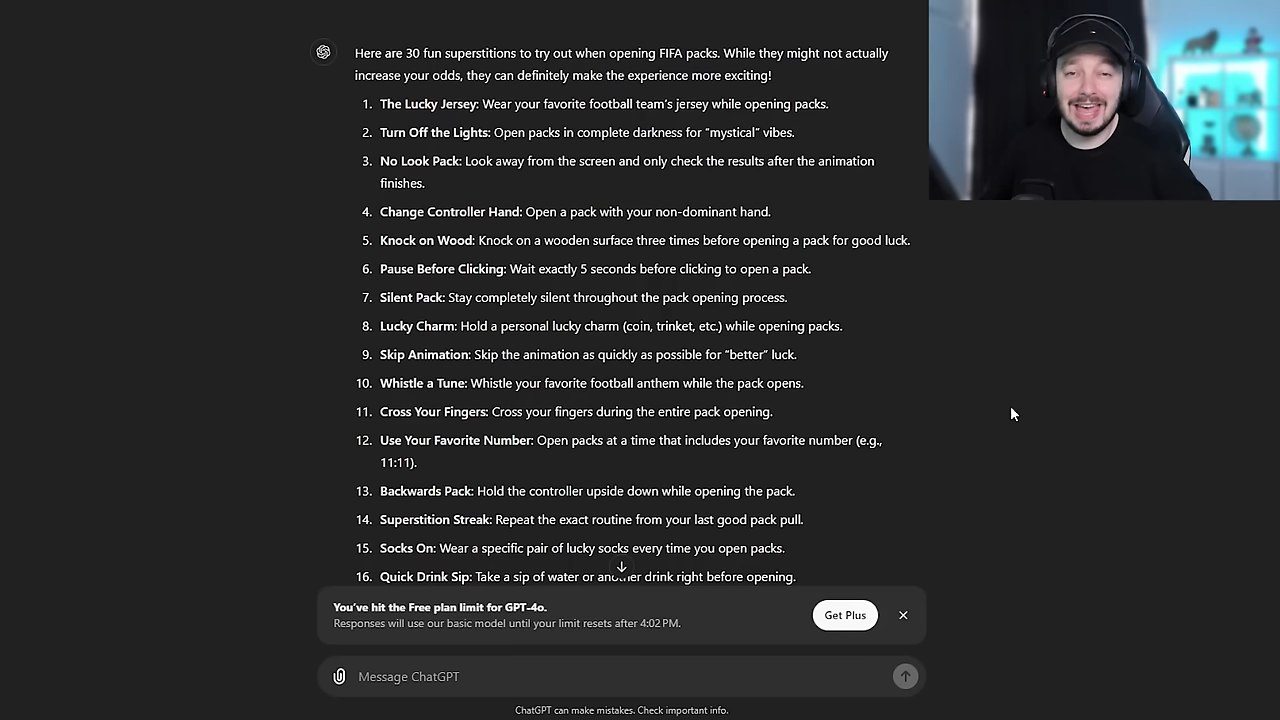 Here are 30 fun superstitions to try out when opening FIFA packs. While they might not actually
increase your odds, they can definitely make the experience more exciting!
1. The Lucky Jersey: Wear your favorite football team's jersey while opening packs.
2. Turn Off the Lights: Open packs in complete darkness for "mystical" vibes.
3. No Look Pack: Look away from the screen and only check the results after the animation
finishes.
4. Change Controller Hand: Open a pack with your non-dominant hand.
5. Knock on Wood: Knock on a wooden surface three times before opening a pack for good luck.
6. Pause Before Clicking: Wait exactly 5 seconds before clicking to open a pack.
7. Silent Pack: Stay completely silent throughout the pack opening process.
8. Lucky Charm: Hold a personal lucky charm (coin, trinket, etc.) while opening packs.
9. Skip Animation: Skip the animation as quickly as possible for "better" luck.
10. Whistle a Tune: Whistle your favorite football anthem while the pack opens.
11. Cross Your Fingers: Cross your fingers during the entire pack opening.
12. Use Your Favorite Number: Open packs at a time that includes your favorite number (e.g.,
11:11).
13. Backwards Pack: Hold the controller upside down while opening the pack.
14. Superstition Streak: Repeat the exact routine from your last good pack pull.
15. Socks On: Wear a specific pair of lucky socks every time you open packs.
16. Quick Drink Sip: Take a sip of water or another drink right before opening.
You've hit the Free plan limit for GPT-4o.
Responses will use our basic model until your limit resets after 4:02 PM.
Get Plus
Message ChatGPT
ChatGPT can make mistakes. Check important info.